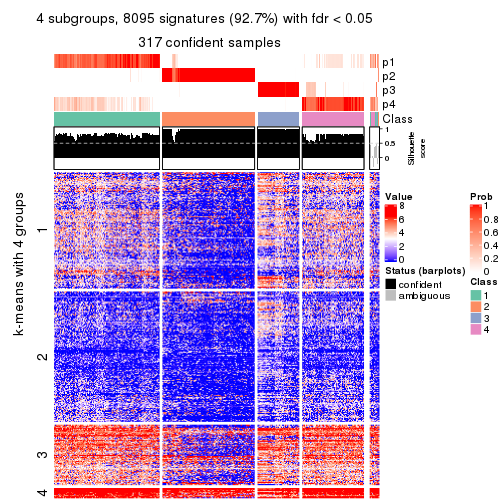 4 subgroups, 8095 signatures (92.7%) with fdr < 0.05
317 confident samples
p1
p2
p3
p4
Class
1
0.5
0
Silhouette
score
k-means with 4 groups
1
2
3
4
Value
8
6
4
2
0
Status (barplots)
confident
ambiguous
Prob
1
0.8
0.6
0.4
0.2
0
Class
1
2
3
4